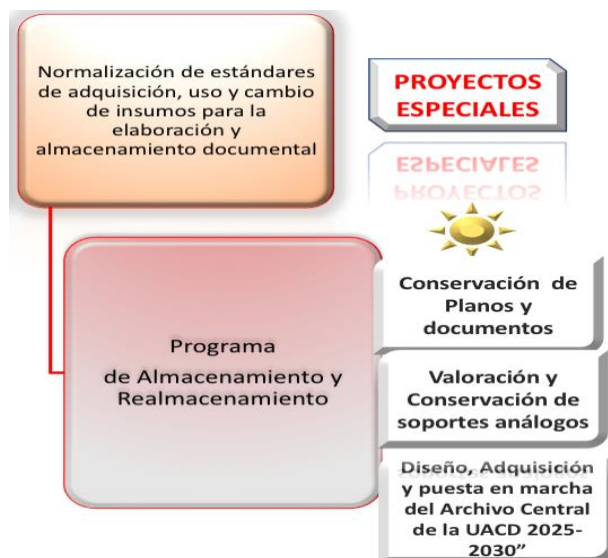 Normalización de estándares
de adquisición, uso y cambio
de insumos para la
elaboración y
almacenamiento documental
PROYECTOS
ESPECIALES
Programa
de Almacenamiento y
Realmacenamiento
Conservación de
Planos y
documentos
Valoración y
Conservación de
soportes análogos
Diseño, Adquisición
y puesta en marcha
del Archivo Central
de la UACD 2025-
2030”